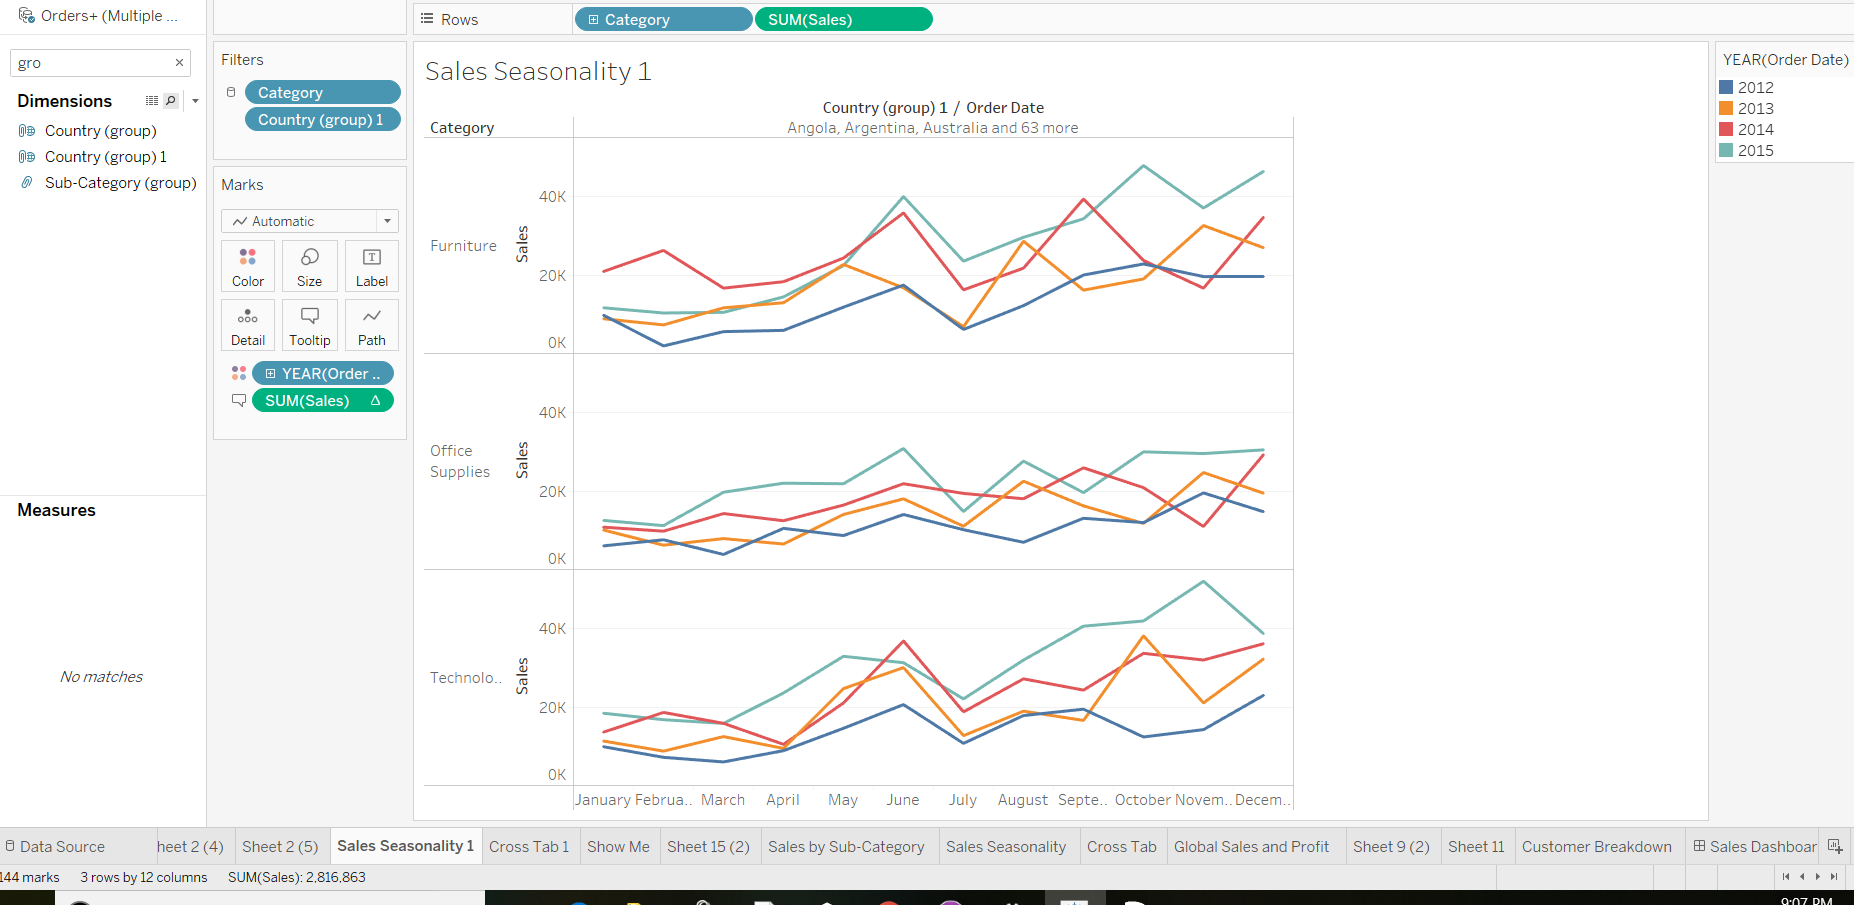 Orders+ (Multiple ...
gro
Dimensions
Country (group)
Country (group) 1
Sub-Category (group)
Measures
No matches
Filters
Category
Country (group) 1
Marks
Automatic
Color
Size
Label
Detail
Tooltip
Path
YEAR(Order ..
SUM(Sales) Δ
Rows
Category
SUM(Sales)
Sales Seasonality 1
Country (group) 1 / Order Date
Category
Angola, Argentina, Australia and 63 more
Furniture
Sales
40K
20K
0K
Office
Supplies
Sales
40K
20K
0K
Technolo..
Sales
40K
20K
0K
January Februa.. March April May June July August Septe.. October Novem.. Decem..
YEAR(Order Date)
2012
2013
2014
2015
Data Source
heet 2 (4)
Sheet 2 (5)
Sales Seasonality 1
Cross Tab 1
Show Me
Sheet 15 (2)
Sales by Sub-Category
Sales Seasonality
Cross Tab
Global Sales and Profit
Sheet 9 (2)
Sheet 11
Customer Breakdown
Sales Dashboar
144 marks
3 rows by 12 columns
SUM(Sales): 2,816,863
9:07 PM